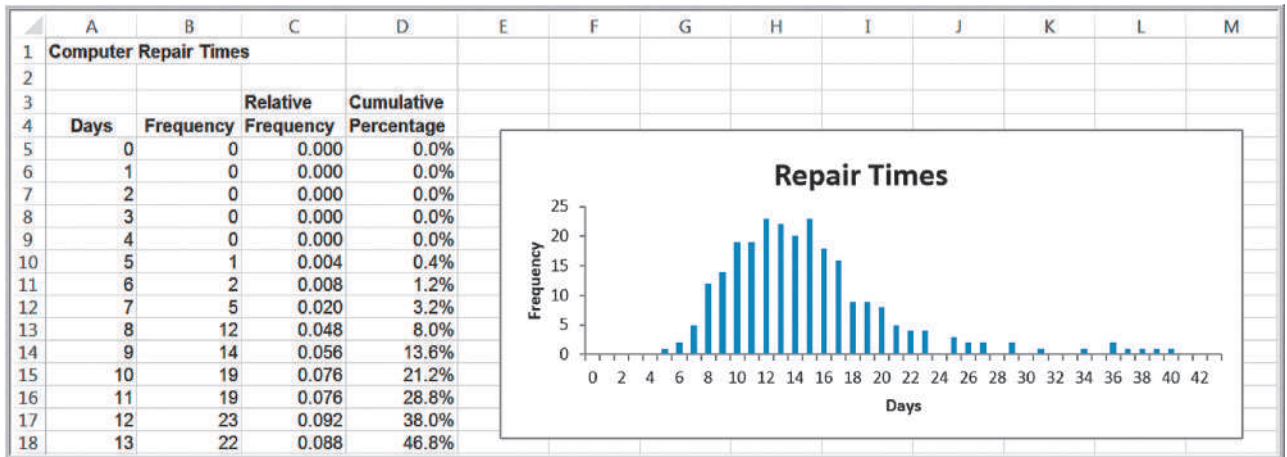 A B C D E F G H I J K L M
1 Computer Repair Times
2
3 Relative Cumulative
4 Days Frequency Frequency Percentage
5 0 0 0.000 0.0%
6 1 0 0.000 0.0%
7 2 0 0.000 0.0%
8 3 0 0.000 0.0%
9 4 0 0.000 0.0%
10 5 1 0.004 0.4%
11 6 2 0.008 1.2%
12 7 5 0.020 3.2%
13 8 12 0.048 8.0%
14 9 14 0.056 13.6%
15 10 19 0.076 21.2%
16 11 19 0.076 28.8%
17 12 23 0.092 38.0%
18 13 22 0.088 46.8%
Repair Times
Frequency
25
20
15
10
5
0
0 2 4 6 8 10 12 14 16 18 20 22 24 26 28 30 32 34 36 38 40 42
Days